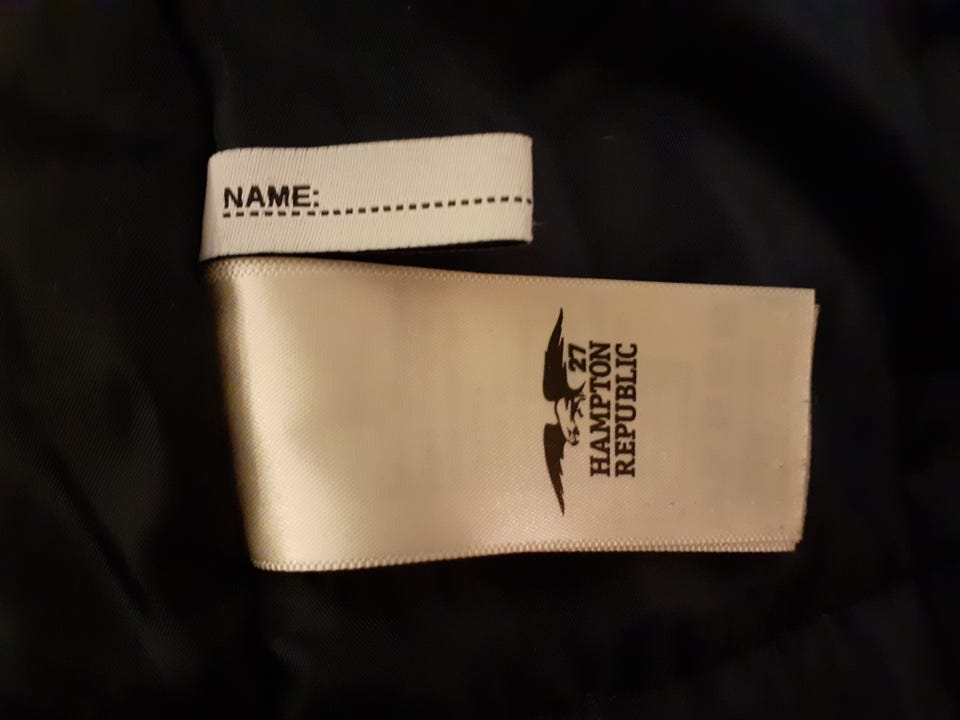 NAME:
27
HAMPTON
REPUBLIC